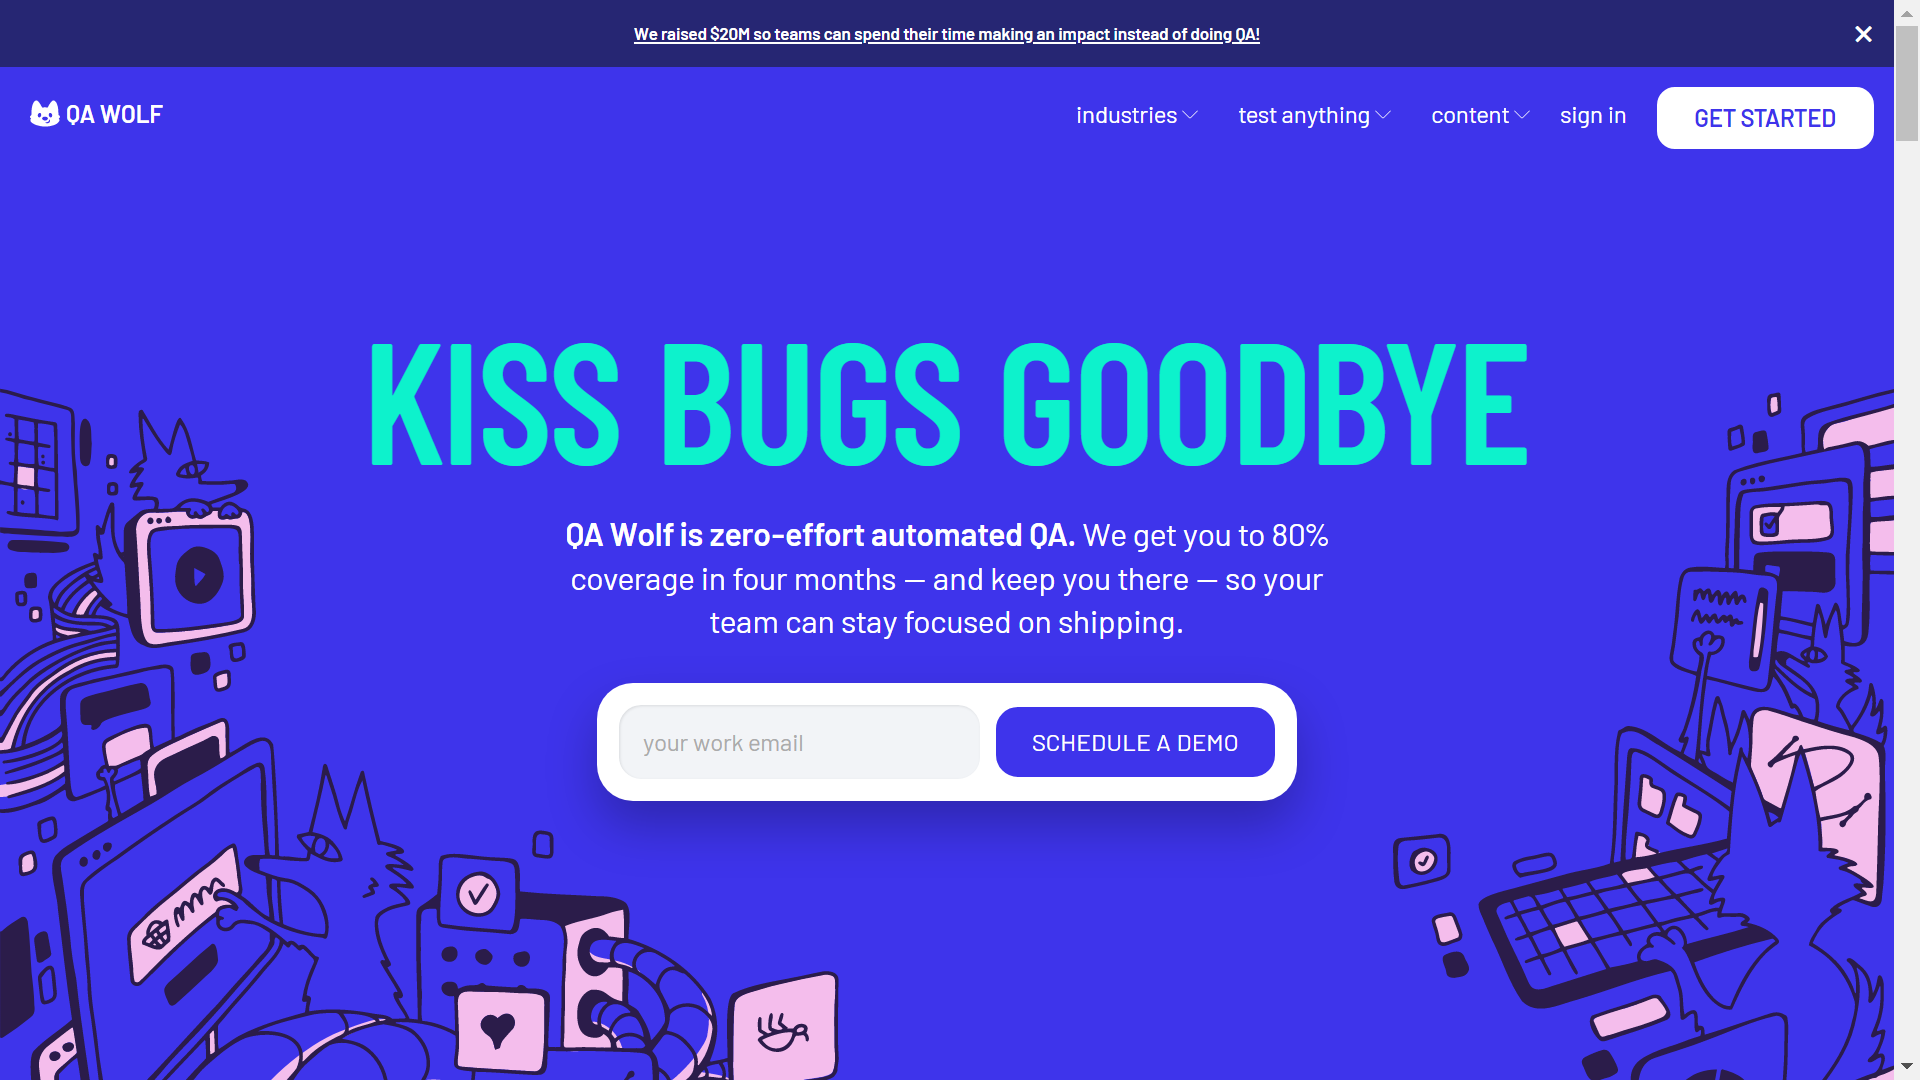 We raised $20M so teams can spend their time making an impact instead of doing QA!
QA WOLF
industries
test anything
content
sign in
GET STARTED
KISS BUGS GOODBYE
QA Wolf is zero-effort automated QA. We get you to 80%
coverage in four months — and keep you there — so your
team can stay focused on shipping.
your work email
SCHEDULE A DEMO